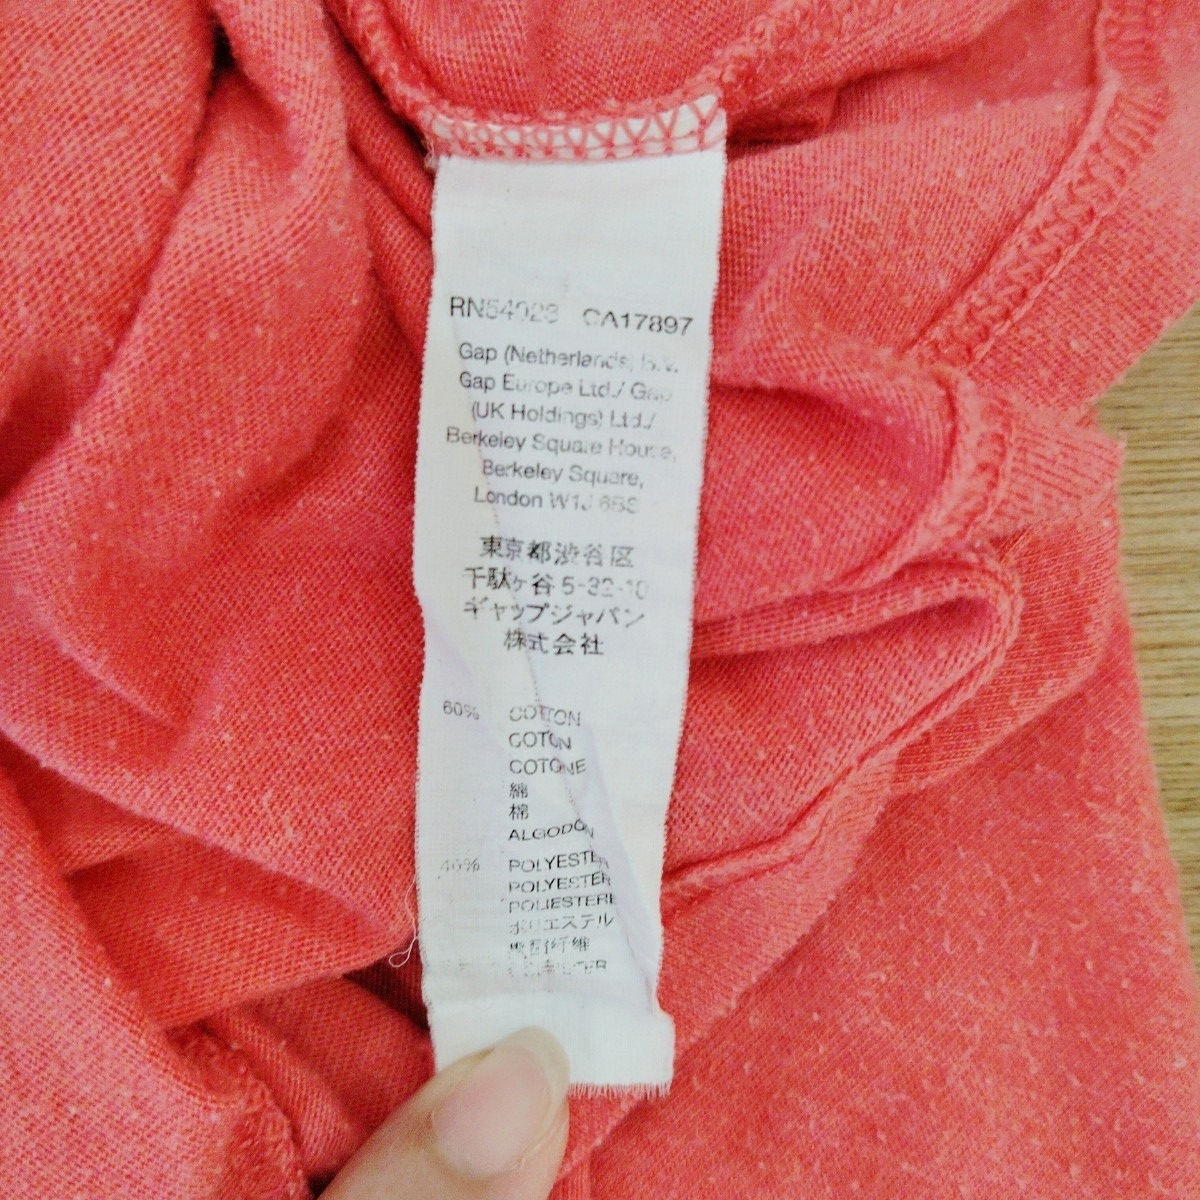 RN54023 CA17897
Gap (Netherlands) B.V.
Gap Europe Ltd./ Gap
(UK Holdings) Ltd./
Berkeley Square House,
Berkeley Square,
London W1J 6BS
東京都渋谷区
千駄ヶ谷5-32-10
ギャップジャパン
株式会社
60% COTTON
COTON
COTONE
綿
棉
ALGODON
40% POLYESTER
POLYESTER
POLIESTERE
ポリエステル
纤维